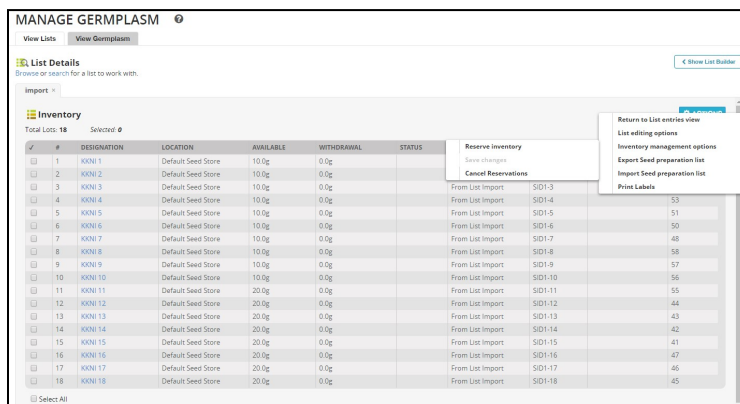 MANAGE GERMPLASM ?
View Lists View Germplasm
List Details
< Show List Builder
Browse or search for a list to work with.
import ×
Inventory
Total Lots: 18 Selected: 0
Return to List entries view
List editing options
Inventory management options
Export Seed preparation list
Import Seed preparation list
Print Labels
Reserve inventory
Save changes
Cancel Reservations
✓ # DESIGNATION LOCATION AVAILABLE WITHDRAWAL STATUS
1 KKNI 1 Default Seed Store 10.0g 0.0g
2 KKNI 2 Default Seed Store 10.0g 0.0g
3 KKNI 3 Default Seed Store 10.0g 0.0g From List Import SID1-3
4 KKNI 4 Default Seed Store 10.0g 0.0g From List Import SID1-4 53
5 KKNI 5 Default Seed Store 10.0g 0.0g From List Import SID1-5 51
6 KKNI 6 Default Seed Store 10.0g 0.0g From List Import SID1-6 50
7 KKNI 7 Default Seed Store 10.0g 0.0g From List Import SID1-7 48
8 KKNI 8 Default Seed Store 10.0g 0.0g From List Import SID1-8 58
9 KKNI 9 Default Seed Store 10.0g 0.0g From List Import SID1-9 57
10 KKNI 10 Default Seed Store 10.0g 0.0g From List Import SID1-10 56
11 KKNI 11 Default Seed Store 20.0g 0.0g From List Import SID1-11 55
12 KKNI 12 Default Seed Store 20.0g 0.0g From List Import SID1-12 44
13 KKNI 13 Default Seed Store 20.0g 0.0g From List Import SID1-13 43
14 KKNI 14 Default Seed Store 20.0g 0.0g From List Import SID1-14 42
15 KKNI 15 Default Seed Store 20.0g 0.0g From List Import SID1-15 41
16 KKNI 16 Default Seed Store 20.0g 0.0g From List Import SID1-16 47
17 KKNI 17 Default Seed Store 20.0g 0.0g From List Import SID1-17 46
18 KKNI 18 Default Seed Store 20.0g 0.0g From List Import SID1-18 45
Select All